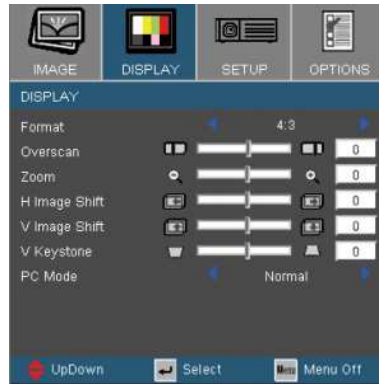 IMAGE DISPLAY SETUP OPTIONS
DISPLAY
Format 4:3
Overscan 0
Zoom 0
H Image Shift 0
V Image Shift 0
V Keystone 0
PC Mode Normal
UpDown Select Menu Menu Off